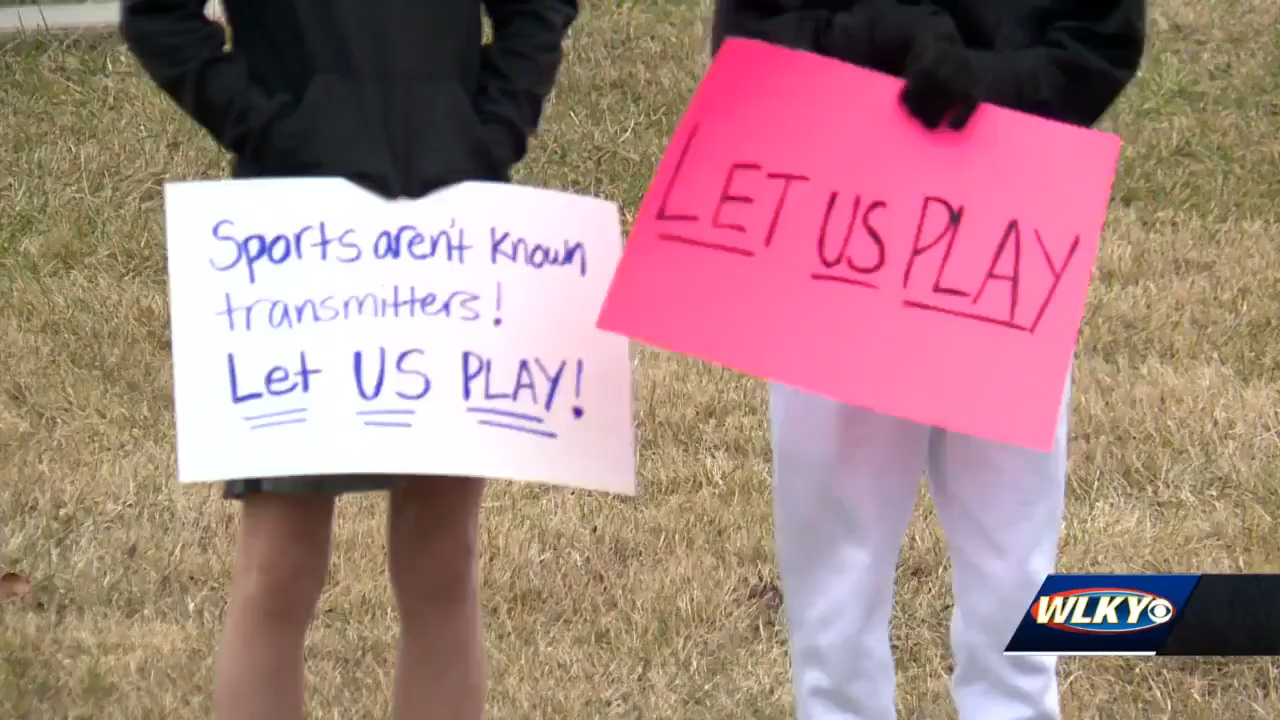 Sports aren't known
transmitters!
Let US PLAY!
LET US PLAY
WLKY